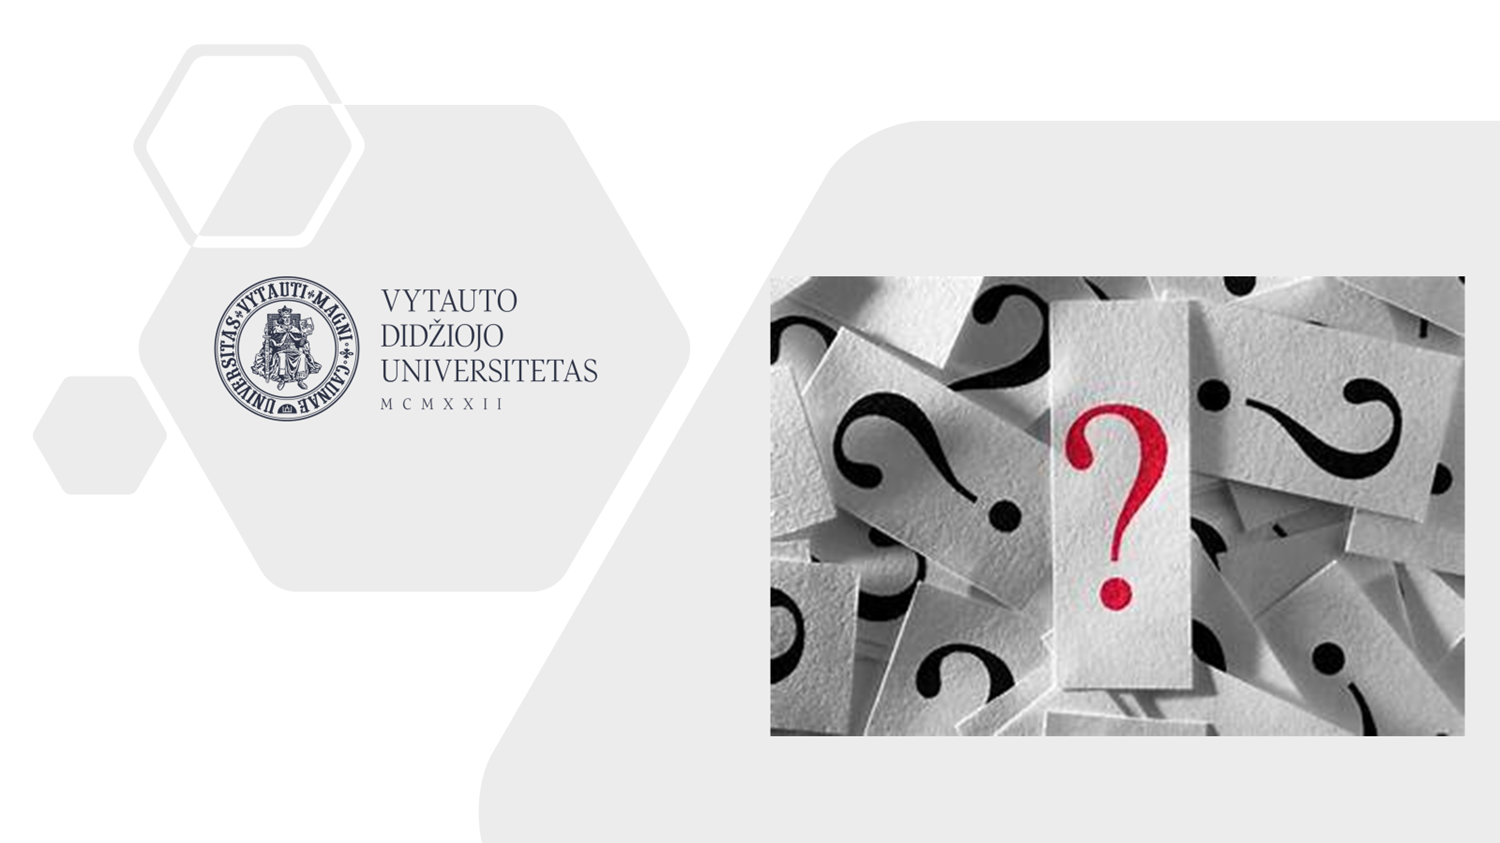 UNIVERSITAS VYTAUTI MAGNI CAUNAE
VYTAUTO
DIDŽIOJO
UNIVERSITETAS
MCMXXII
? ? ? ?
? ? ?